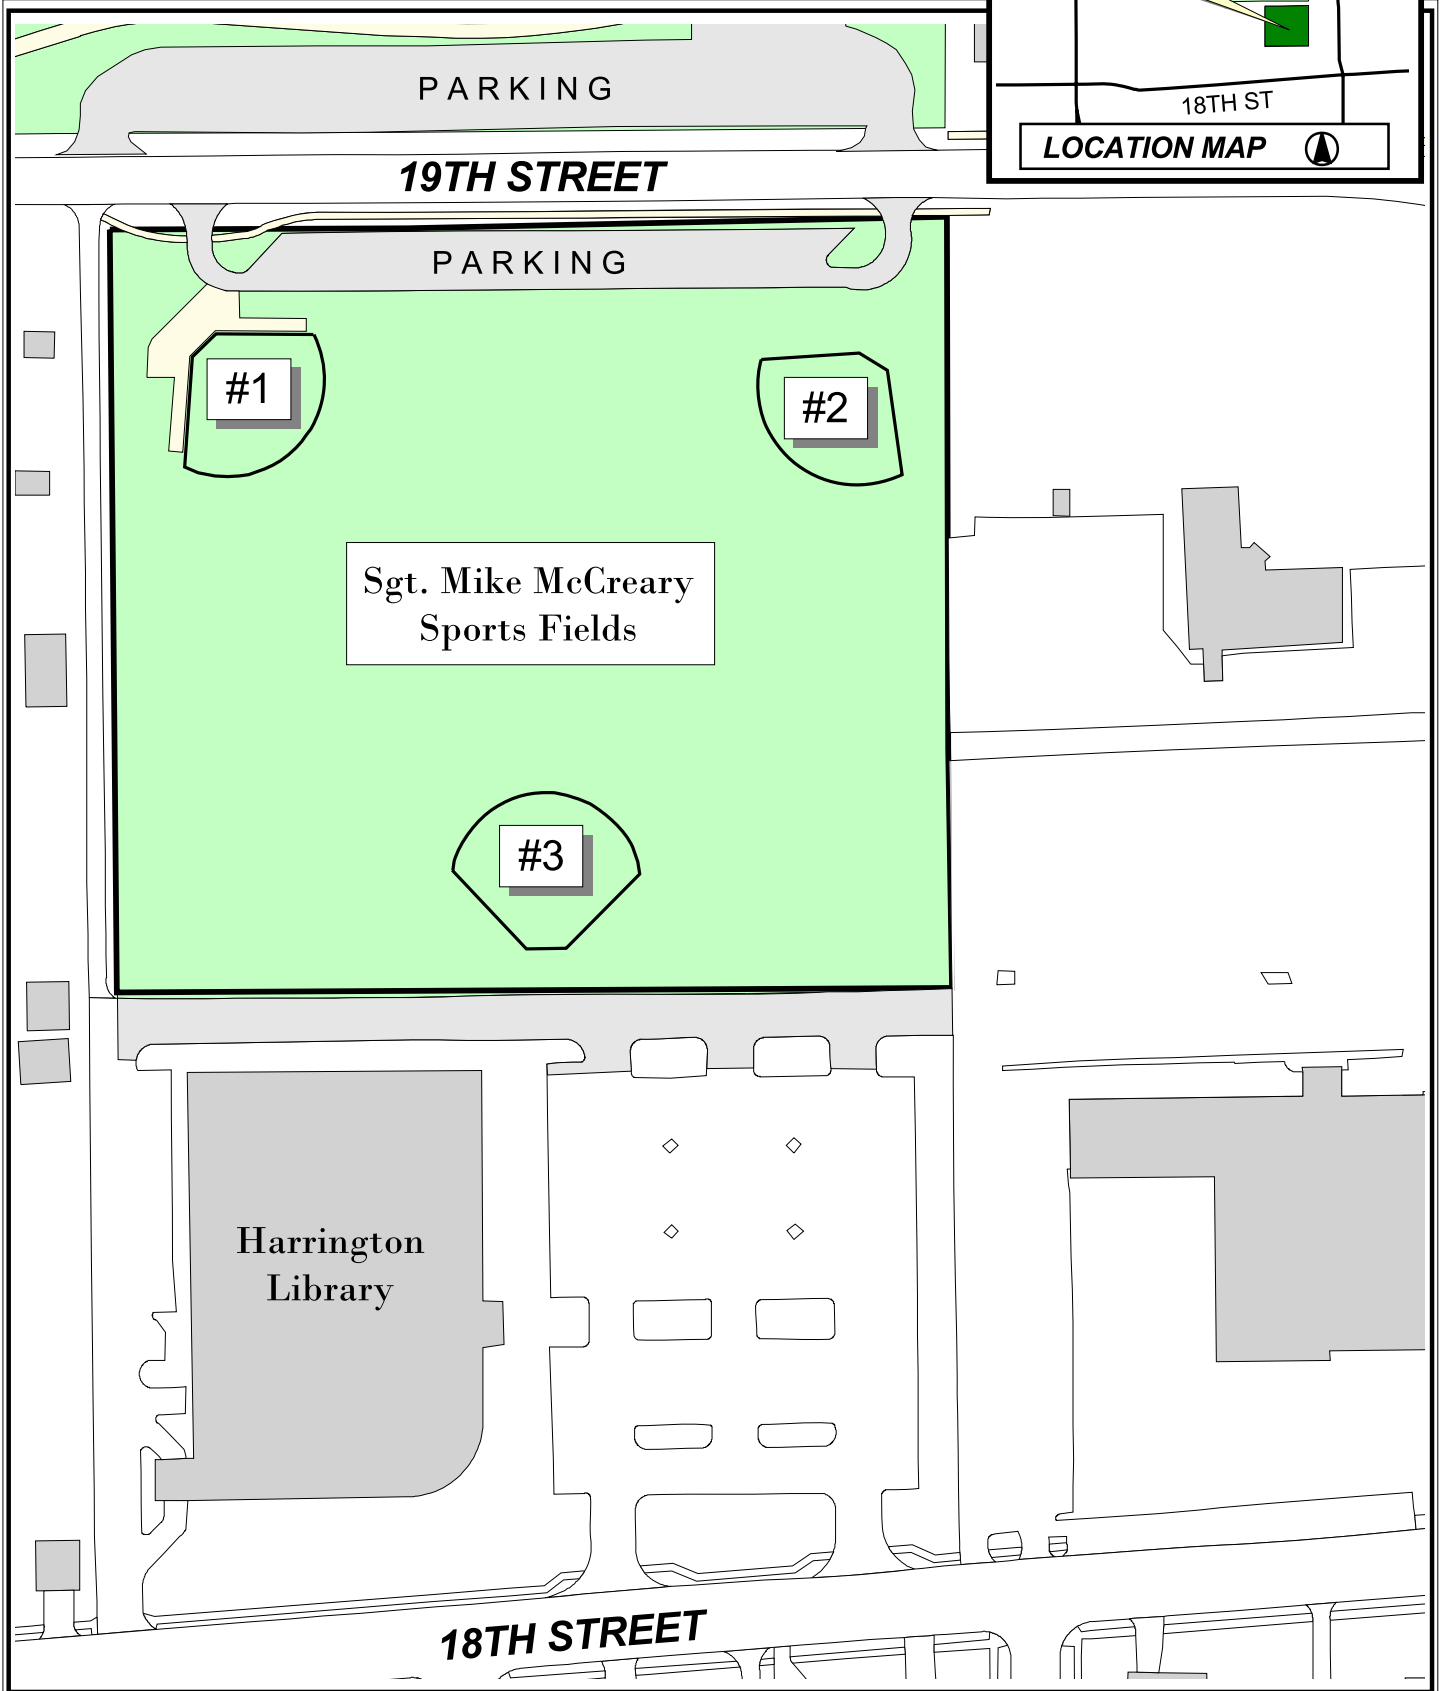 PARKING
18TH ST
LOCATION MAP
19TH STREET
PARKING
#1
#2
Sgt. Mike McCreary
Sports Fields
#3
Harrington
Library
18TH STREET